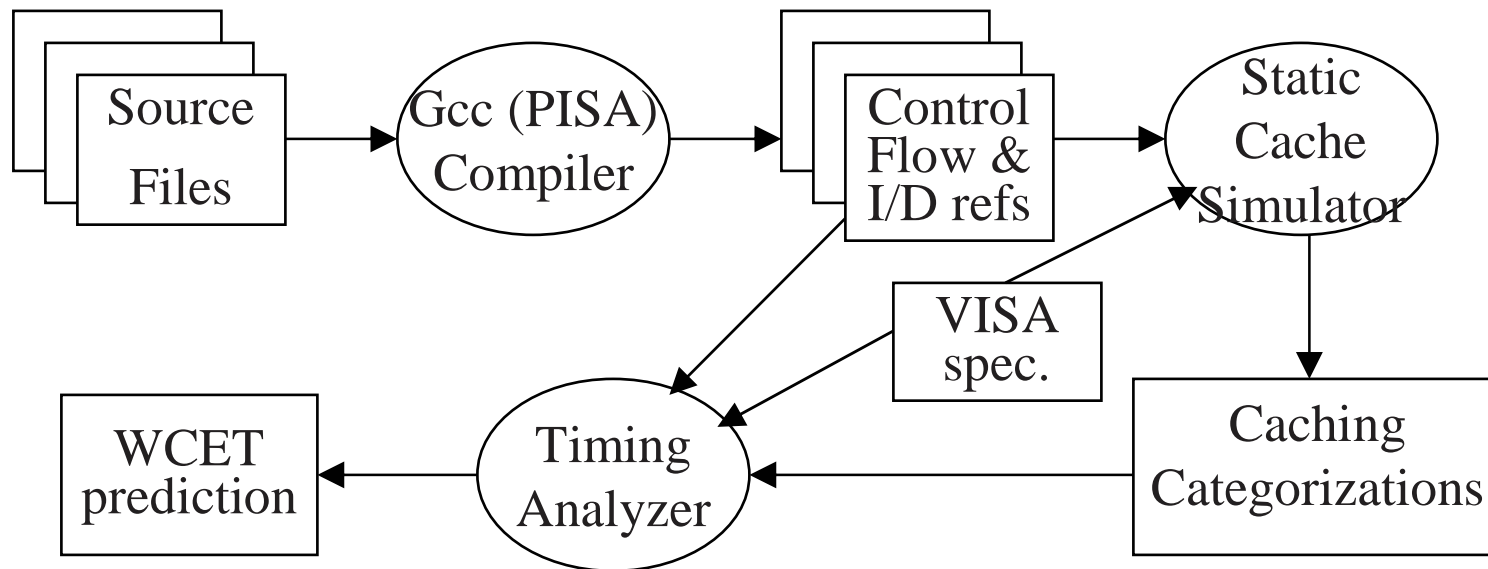 Source
Files
Gcc (PISA)
Compiler
Control
Flow &
I/D refs
Static
Cache
Simulator
VISA
spec.
WCET
prediction
Timing
Analyzer
Caching
Categorizations